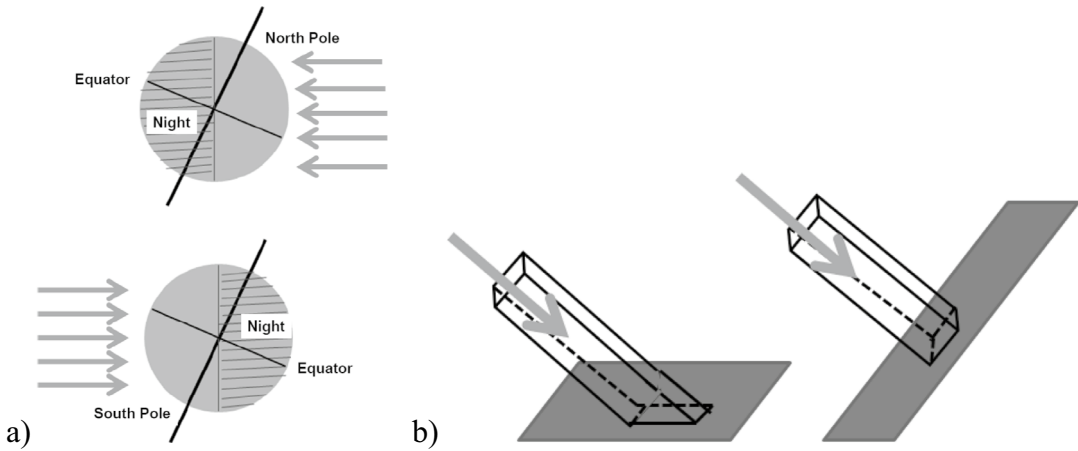 North Pole
Equator
Night
Night
Equator
South Pole
a)
b)